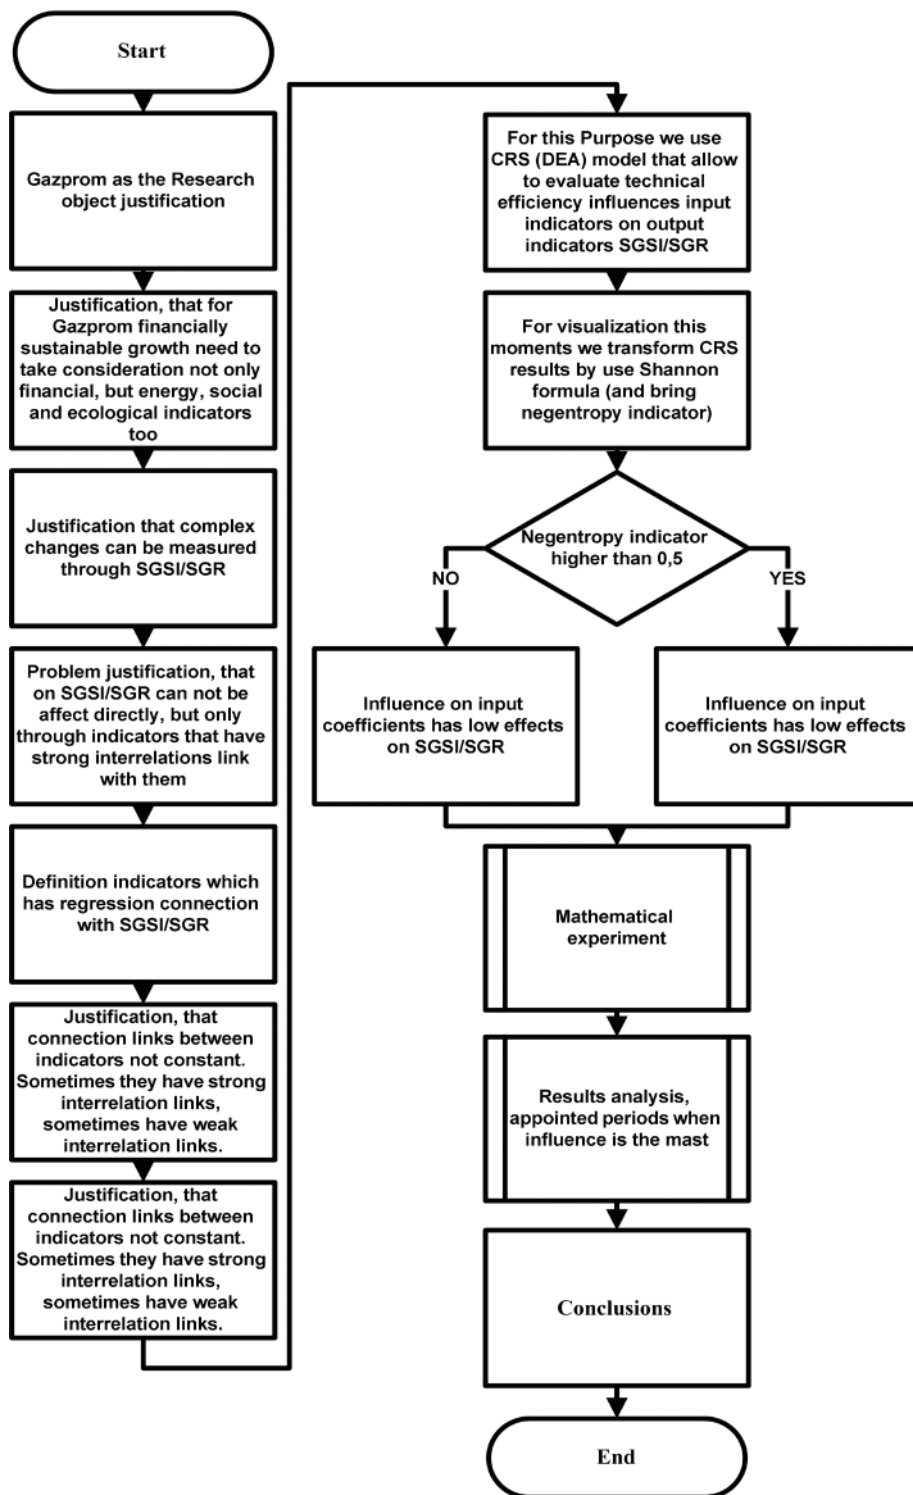 Start
Gazprom as the Research
object justification
Justification, that for
Gazprom financially
sustainable growth need to
take consideration not only
financial, but energy, social
and ecological indicators
too
Justification that complex
changes can be measured
through SGSI/SGR
Problem justification, that
on SGSI/SGR can not be
affect directly, but only
through indicators that have
strong interrelations link
with them
Definition indicators which
has regression connection
with SGSI/SGR
Justification, that
connection links between
indicators not constant.
Sometimes they have strong
interrelation links,
sometimes have weak
interrelation links.
Justification, that
connection links between
indicators not constant.
Sometimes they have strong
interrelation links,
sometimes have weak
interrelation links.
For this Purpose we use
CRS (DEA) model that allow
to evaluate technical
efficiency influences input
indicators on output
indicators SGSI/SGR
For visualization this
moments we transform CRS
results by use Shannon
formula (and bring
negentropy indicator)
Negentropy indicator
higher than 0,5
NO
YES
Influence on input
coefficients has low effects
on SGSI/SGR
Influence on input
coefficients has low effects
on SGSI/SGR
Mathematical
experiment
Results analysis,
appointed periods when
influence is the mast
Conclusions
End